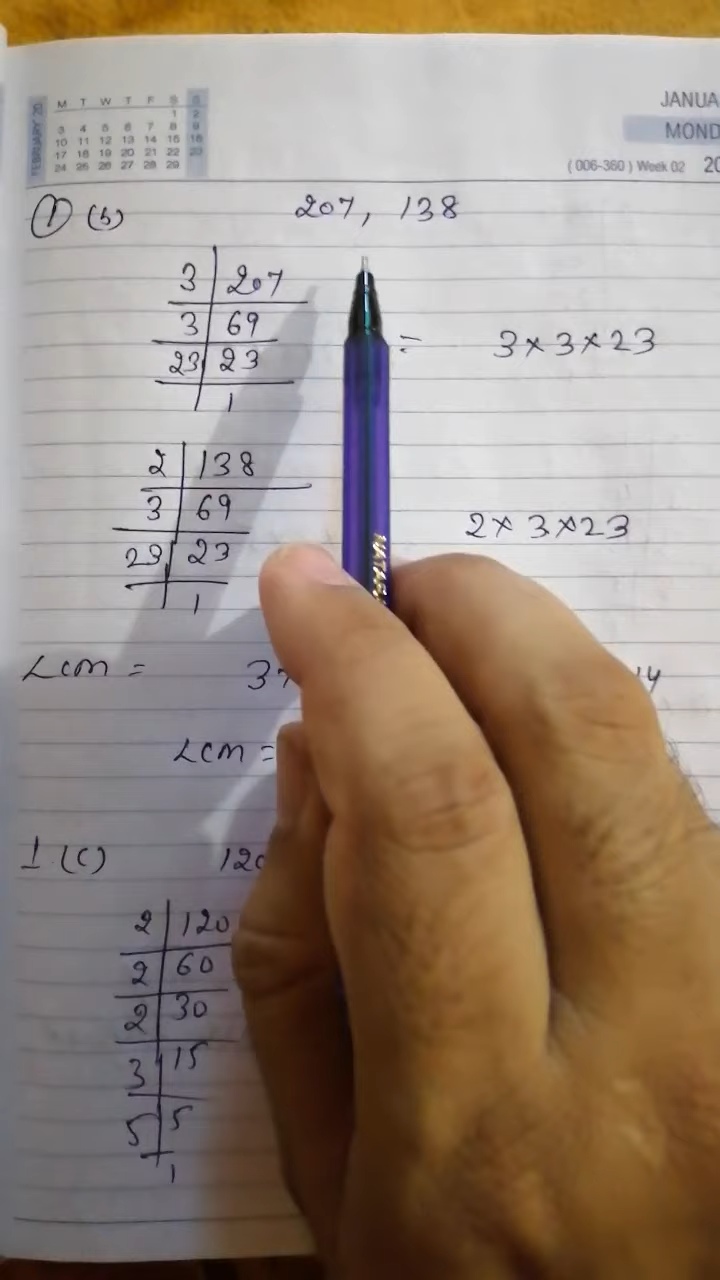 FEBRUARY 20
M T W T F S S
1 2
3 4 5 6 7 8 9
10 11 12 13 14 15 16
17 18 19 20 21 22 23
24 25 26 27 28 29
JANUA
MOND
(006-360) Week 02 20
1 (b) 207, 138
3 207
3 69 = 3×3×23
23 23
1
2 138
3 69 2×3×23
23 23
1
LCM = 3
LCM =
1 (C) 120
2 120
2 60
2 30
3 15
5 5
1